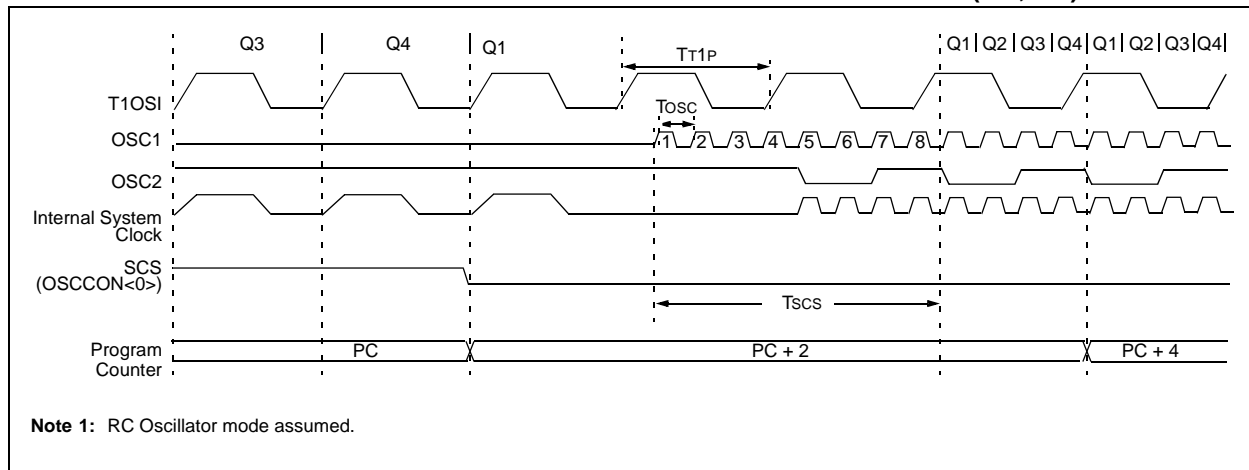 Q3 Q4 Q1 Q1 Q2 Q3 Q4 Q1 Q2 Q3 Q4
TT1P
T1OSI
TOSC
OSC1
1 2 3 4 5 6 7 8
OSC2
Internal System
Clock
SCS
(OSCCON<0>)
TSCS
Program
Counter
PC PC + 2 PC + 4
Note 1: RC Oscillator mode assumed.